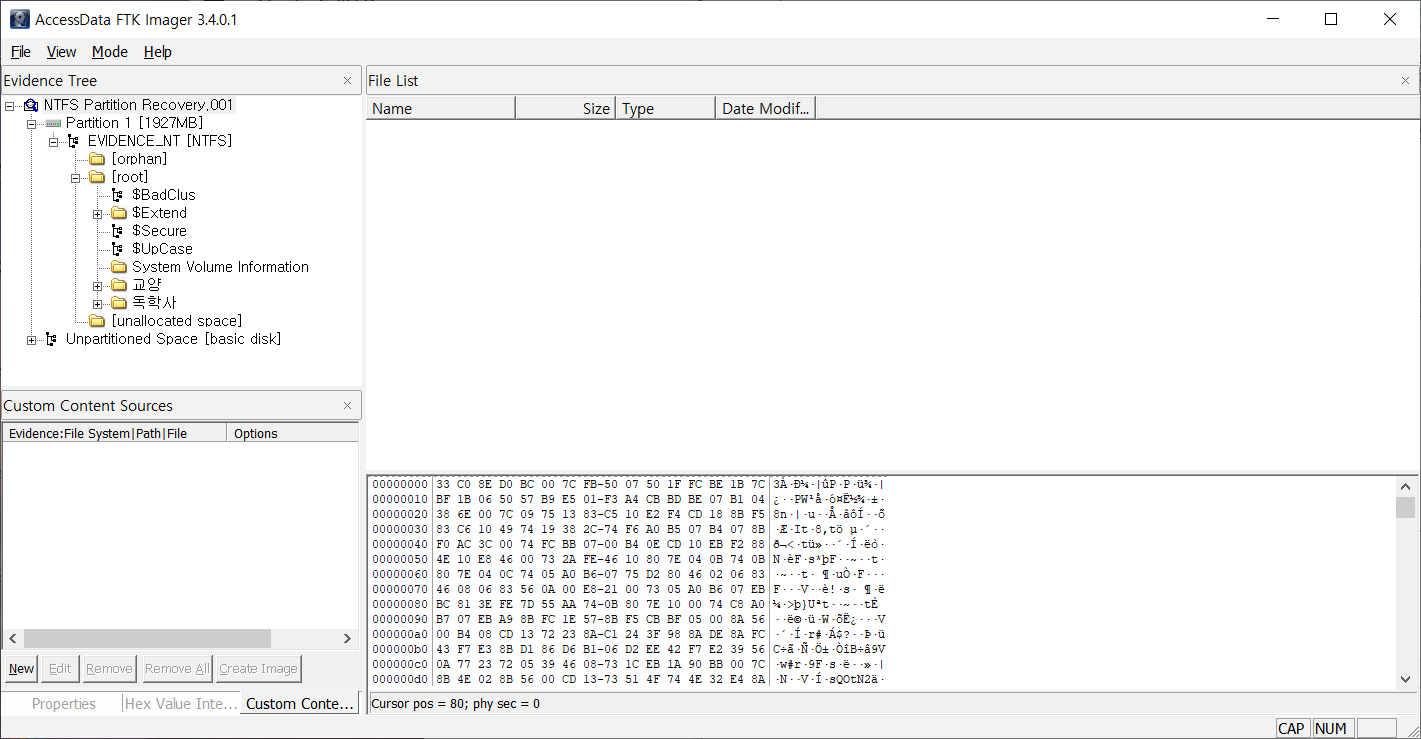 AccessData FTK Imager 3.4.0.1
File View Mode Help
Evidence Tree
NTFS Partition Recovery.001
Partition 1 [1927MB]
EVIDENCE_NT [NTFS]
[orphan]
[root]
$BadClus
$Extend
$Secure
$UpCase
System Volume Information
교양
독학사
[unallocated space]
Unpartitioned Space [basic disk]
Custom Content Sources
Evidence:File System|Path|File Options
New Edit Remove Remove All Create Image
Properties Hex Value Inte... Custom Conte...
File List
Name Size Type Date Modif...
00000000 33 C0 8E D0 BC 00 7C FB-50 07 50 1F FC BE 1B 7C 3À·Ð¼·|ûP·P·ü¾·|
00000010 BF 1B 06 50 57 B9 E5 01-F3 A4 CB BD BE 07 B1 04 ¿··PW¹å·ó¤Ë½¾·±·
00000020 38 6E 00 7C 09 75 13 83-C5 10 E2 F4 CD 18 8B F5 8n·|·u··Å·âôÍ··õ
00000030 83 C6 10 49 74 19 38 2C-74 F6 A0 B5 07 B4 07 8B ·Æ·It·8,tö µ·´··
00000040 F0 AC 3C 00 74 FC BB 07-00 B4 0E CD 10 EB F2 88 ð¬<·tü»··´·Í·ëò·
00000050 4E 10 E8 46 00 73 2A FE-46 10 80 7E 04 0B 74 0B N·èF·s*þF··~··t·
00000060 80 7E 04 0C 74 05 A0 B6-07 75 D2 80 46 02 06 83 ·~··t· ¶·uÒ·F···
00000070 46 08 06 83 56 0A 00 E8-21 00 73 05 A0 B6 07 EB F···V··è!·s· ¶·ë
00000080 BC 81 3E FE 7D 55 AA 74-0B 80 7E 10 00 74 C8 A0 ¼·>þ}Uªt··~··tÈ
00000090 B7 07 EB A9 8B FC 1E 57-8B F5 CB BF 05 00 8A 56 ··ë©·ü·W·õË¿···V
000000a0 00 B4 08 CD 13 72 23 8A-C1 24 3F 98 8A DE 8A FC ·´·Í·r#·Á$?··Þ·ü
000000b0 43 F7 E3 8B D1 86 D6 B1-06 D2 EE 42 F7 E2 39 56 C÷ã·Ñ·Ö±·ÒîB÷â9V
000000c0 0A 77 23 72 05 39 46 08-73 1C EB 1A 90 BB 00 7C ·w#r·9F·s·ë··»·|
000000d0 8B 4E 02 8B 56 00 CD 13-73 51 4F 74 4E 32 E4 8A ·N··V·Í·sQOtN2ä·
Cursor pos = 80; phy sec = 0
CAP NUM